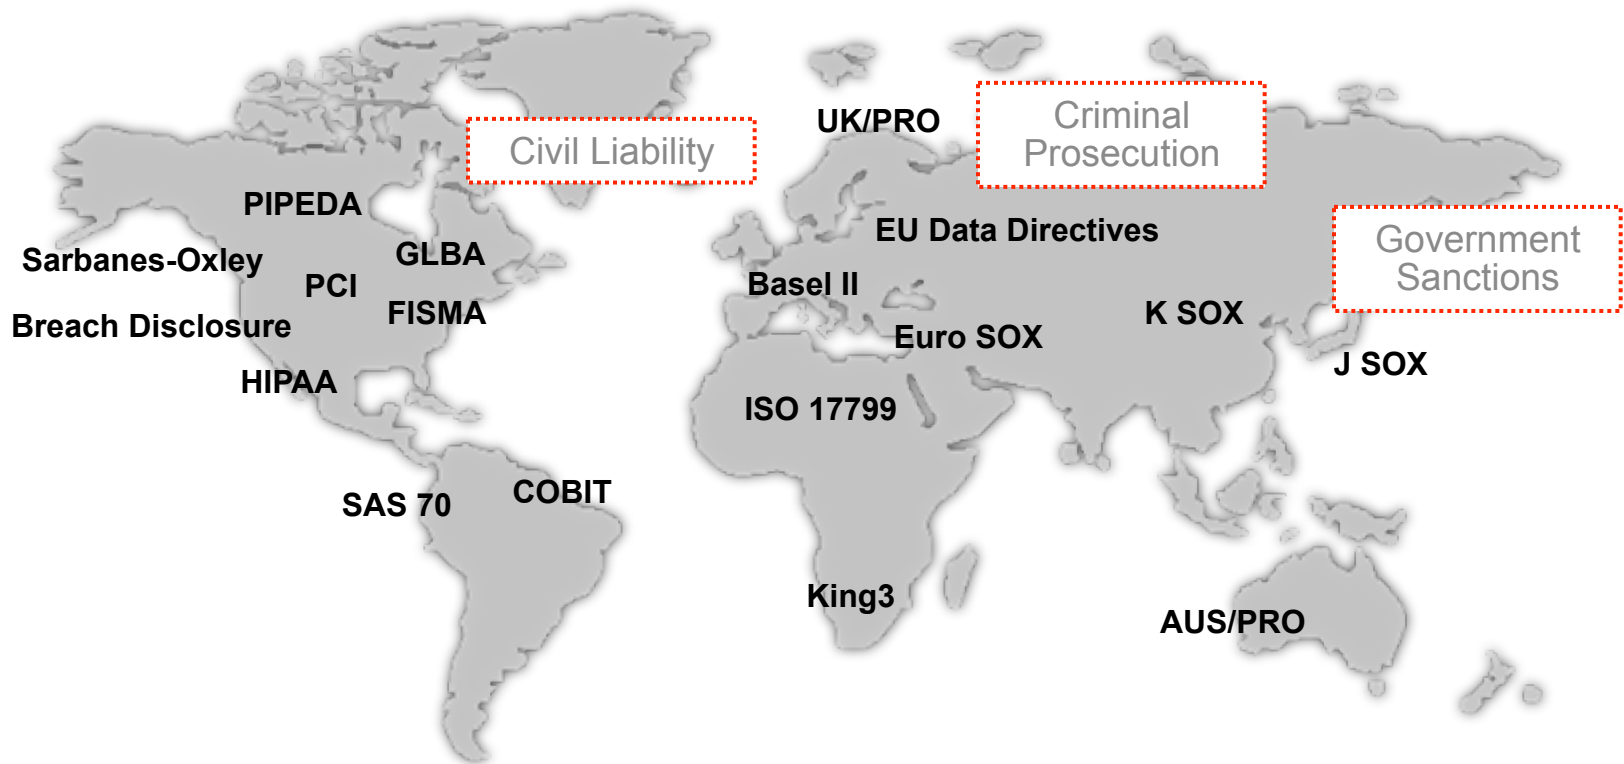 UK/PRO
Criminal
Prosecution
Civil Liability
PIPEDA
EU Data Directives
Government
Sanctions
Sarbanes-Oxley
GLBA
PCI
Basel II
FISMA
K SOX
Breach Disclosure
Euro SOX
J SOX
HIPAA
ISO 17799
SAS 70
COBIT
King3
AUS/PRO